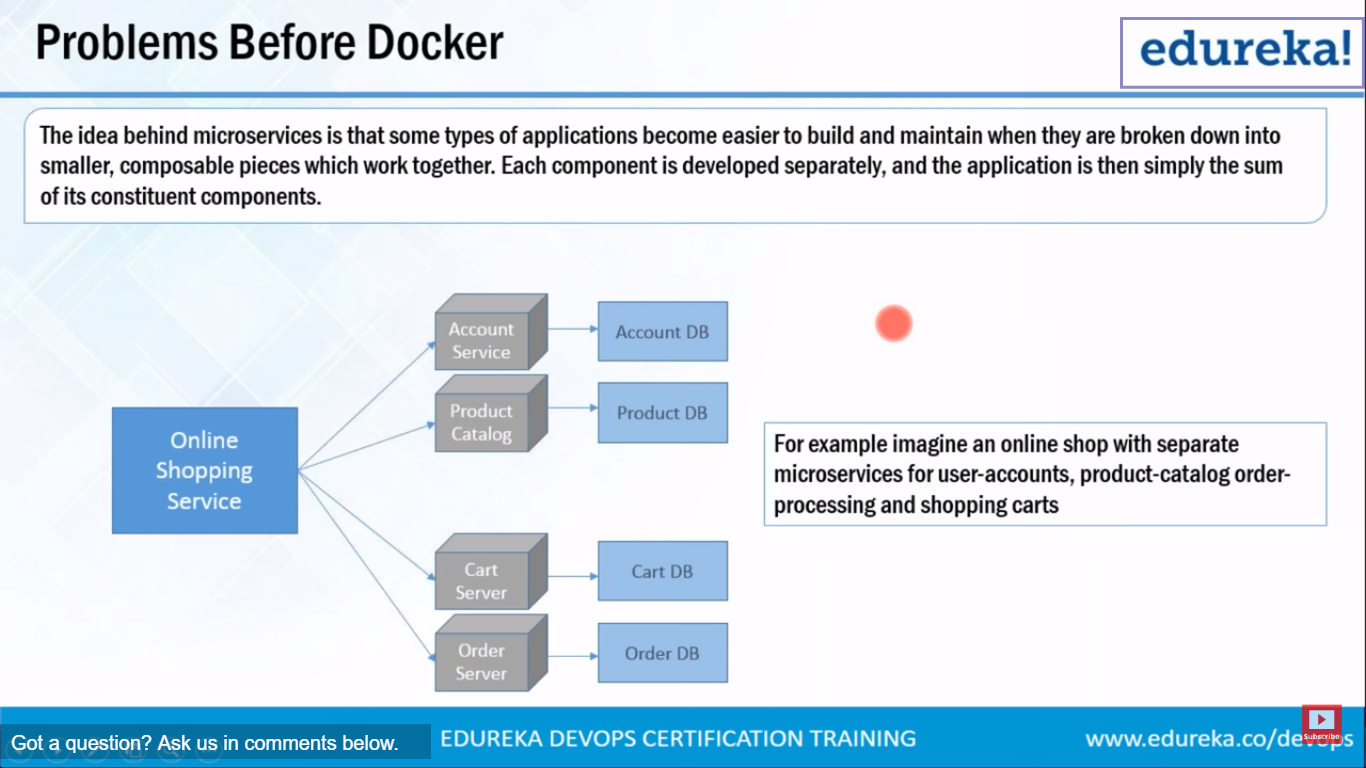 Problems Before Docker
edureka!
The idea behind microservices is that some types of applications become easier to build and maintain when they are broken down into
smaller, composable pieces which work together. Each component is developed separately, and the application is then simply the sum
of its constituent components.
Account
Service
Account DB
Product
Catalog
Product DB
Online
Shopping
Service
For example imagine an online shop with separate
microservices for user-accounts, product-catalog order-
processing and shopping carts
Cart
Server
Cart DB
Order
Server
Order DB
Got a question? Ask us in comments below.
EDUREKA DEVOPS CERTIFICATION TRAINING
www.edureka.co/devops
Subscribe